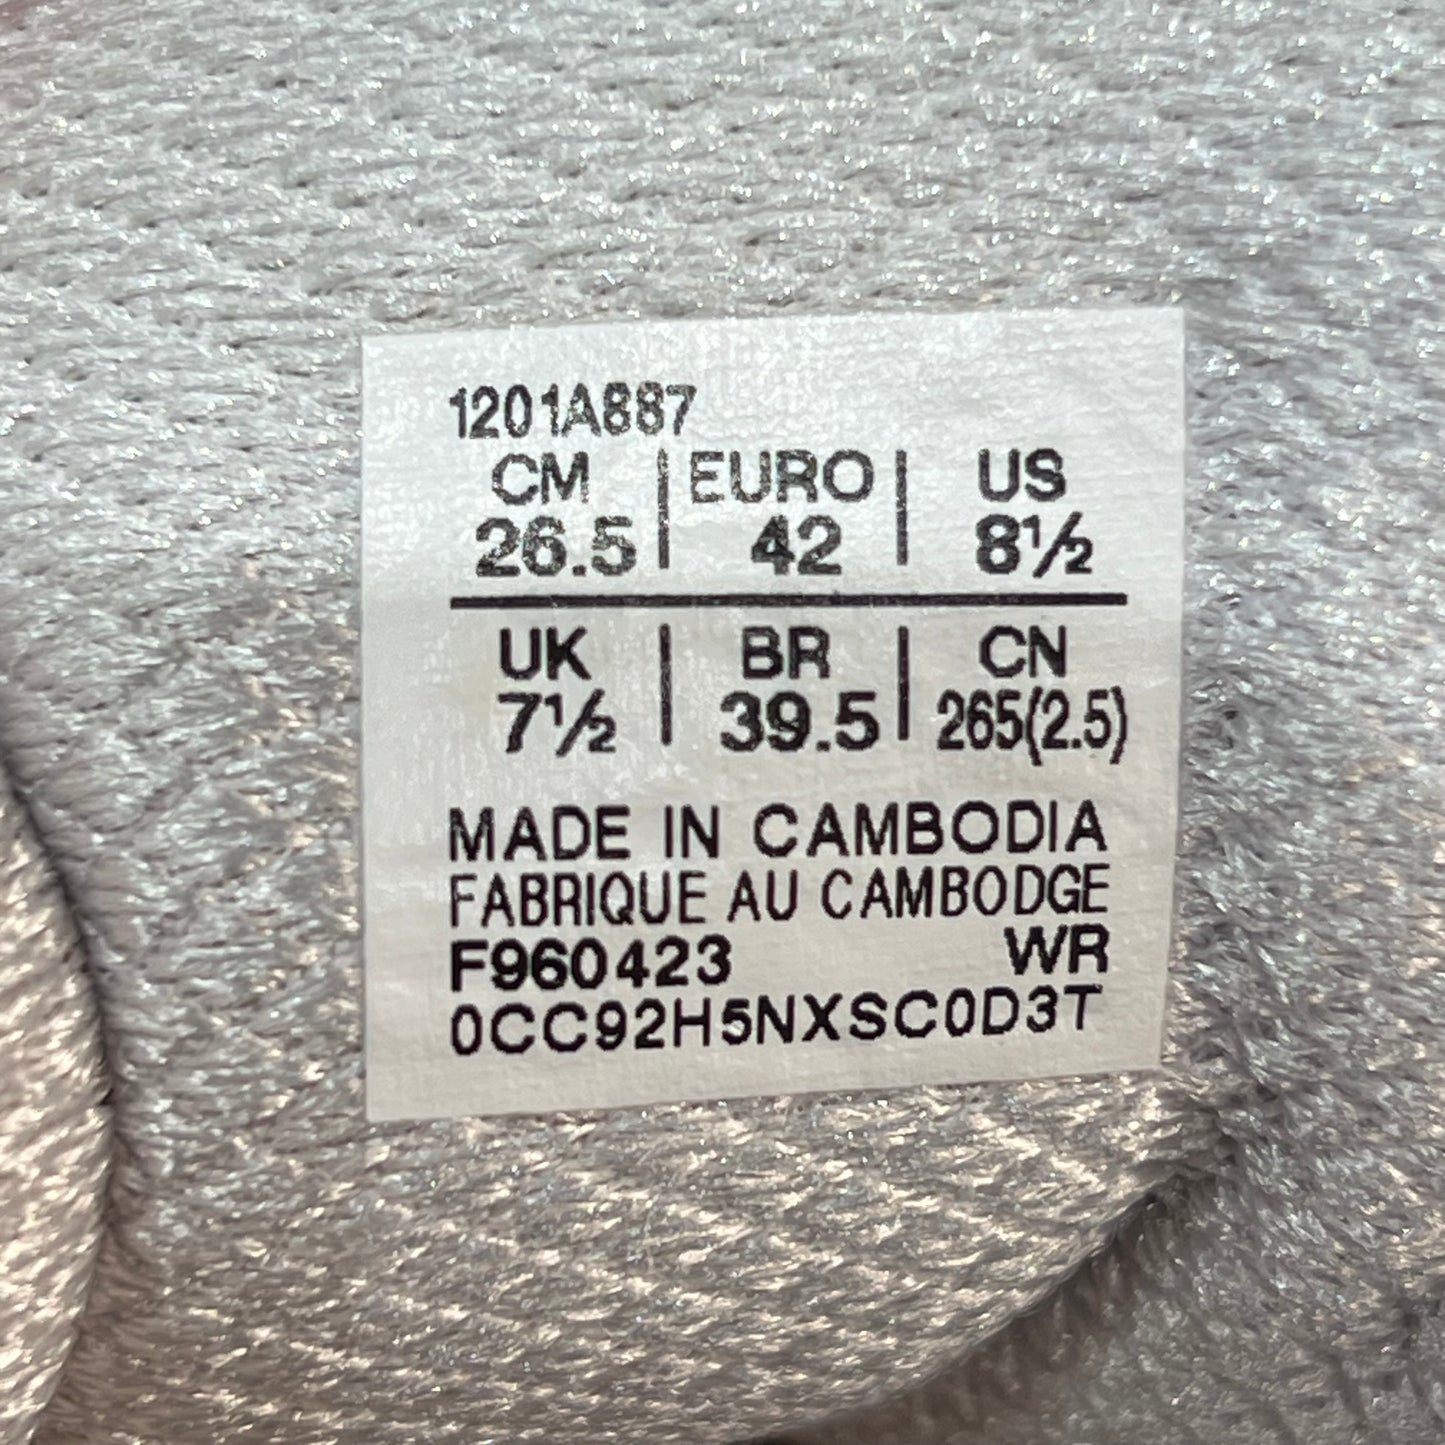 1201A887
CM | EURO | US
26.5 | 42 | 8½
UK | BR | CN
7½ | 39.5 | 265(2.5)
MADE IN CAMBODIA
FABRIQUE AU CAMBODGE
F960423 WR
0CC92H5NXSC0D3T